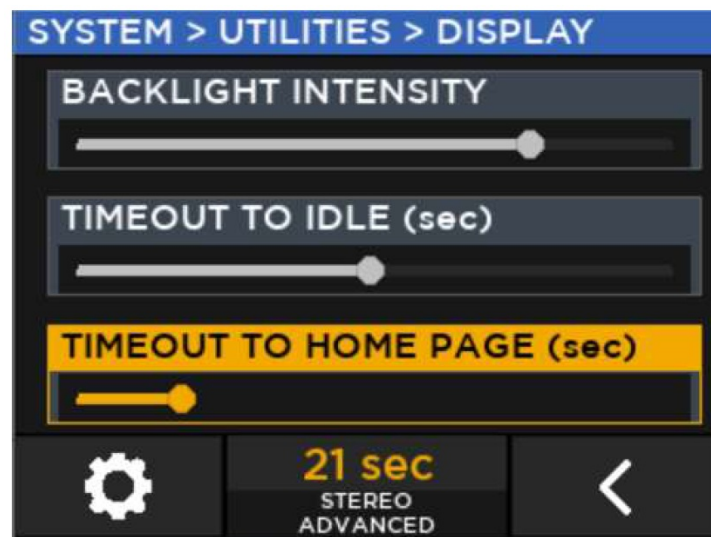 SYSTEM > UTILITIES > DISPLAY
BACKLIGHT INTENSITY
TIMEOUT TO IDLE (sec)
TIMEOUT TO HOME PAGE (sec)
21 sec
STEREO
ADVANCED